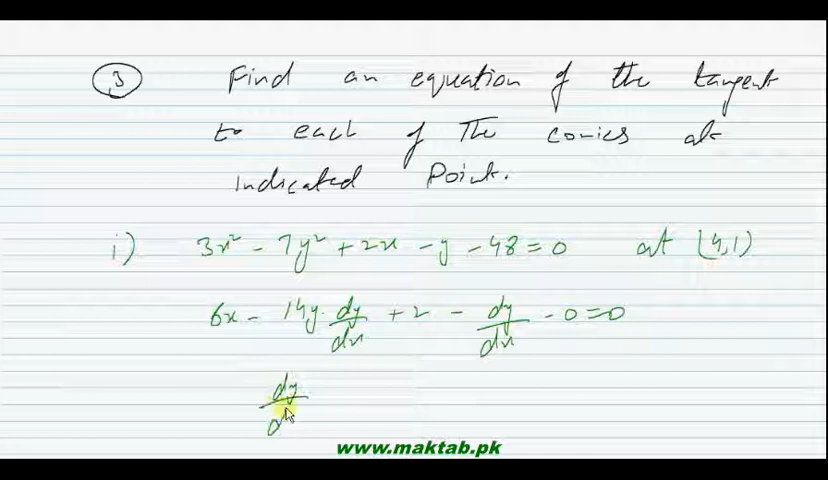 3 Find an equation of the tangent
to each of the conics at
indicated Point.
i) 3x² - 7y² + 2x - y - 48 = 0 at (4,1)
6x - 14y. dy/dx + 2 - dy/dx - 0 = 0
dy/dx
www.maktab.pk